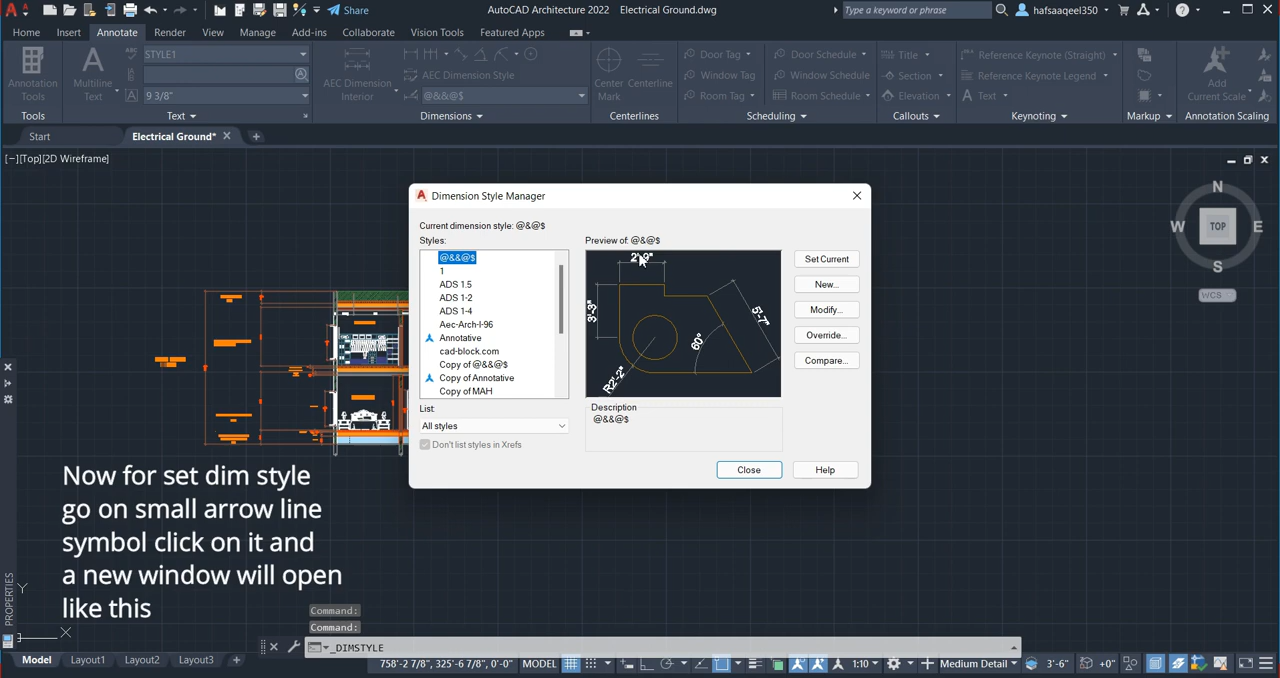 Share
AutoCAD Architecture 2022 Electrical Ground.dwg
Type a keyword or phrase
hafsaaqeel350
Home Insert Annotate Render View Manage Add-ins Collaborate Vision Tools Featured Apps
Annotation Tools
Tools
Multiline Text
STYLE1
9 3/8"
Text
AEC Dimension Interior
AEC Dimension Style
@&&@$
Dimensions
Center Mark
Centerline
Centerlines
Door Tag
Window Tag
Room Tag
Door Schedule
Window Schedule
Room Schedule
Scheduling
Title
Section
Elevation
Callouts
Reference Keynote (Straight)
Reference Keynote Legend
Text
Keynoting
Markup
Add Current Scale
Annotation Scaling
Start
Electrical Ground*
[−][Top][2D Wireframe]
N
W TOP E
S
WCS
Dimension Style Manager
Current dimension style: @&@$
Styles:
@&&@$
1
ADS 1.5
ADS 1-2
ADS 1-4
Aec-Arch-I-96
Annotative
cad-block.com
Copy of @&&@$
Copy of Annotative
Copy of MAH
List:
All styles
Don't list styles in Xrefs
Preview of: @&@$
3'-3"
5'-7"
60°
R2'-2"
Description
@&&@$
Set Current
New...
Modify...
Override...
Compare...
Close
Help
Now for set dim style
go on small arrow line
symbol click on it and
a new window will open
like this
PROPERTIES
Y
X
Command:
Command:
_DIMSTYLE
Model Layout1 Layout2 Layout3
758'-2 7/8", 325'-6 7/8", 0'-0" MODEL
1:10
Medium Detail
3'-6"
+0"